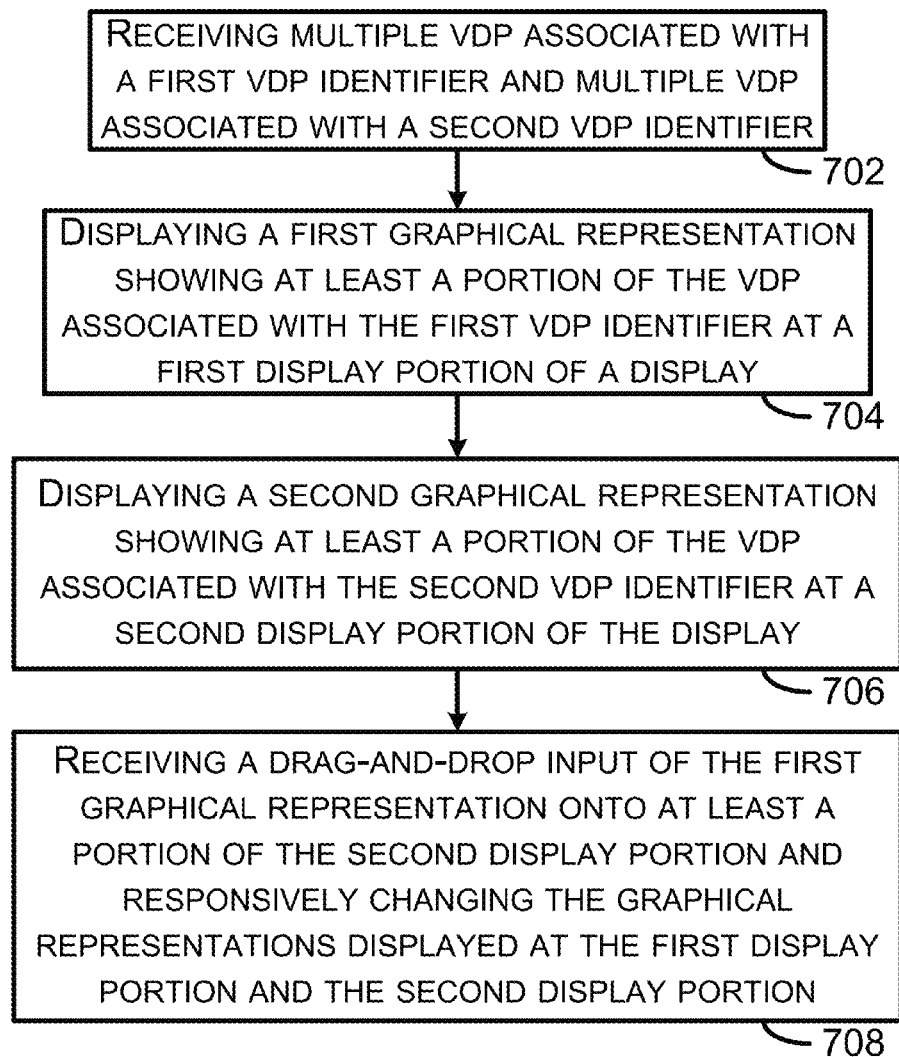 RECEIVING MULTIPLE VDP ASSOCIATED WITH
A FIRST VDP IDENTIFIER AND MULTIPLE VDP
ASSOCIATED WITH A SECOND VDP IDENTIFIER
702
DISPLAYING A FIRST GRAPHICAL REPRESENTATION
SHOWING AT LEAST A PORTION OF THE VDP
ASSOCIATED WITH THE FIRST VDP IDENTIFIER AT A
FIRST DISPLAY PORTION OF A DISPLAY
704
DISPLAYING A SECOND GRAPHICAL REPRESENTATION
SHOWING AT LEAST A PORTION OF THE VDP
ASSOCIATED WITH THE SECOND VDP IDENTIFIER AT A
SECOND DISPLAY PORTION OF THE DISPLAY
706
RECEIVING A DRAG-AND-DROP INPUT OF THE FIRST
GRAPHICAL REPRESENTATION ONTO AT LEAST A
PORTION OF THE SECOND DISPLAY PORTION AND
RESPONSIVELY CHANGING THE GRAPHICAL
REPRESENTATIONS DISPLAYED AT THE FIRST DISPLAY
PORTION AND THE SECOND DISPLAY PORTION
708